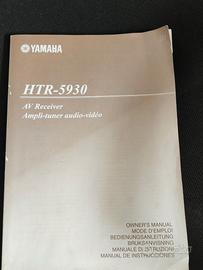 YAMAHA
HTR-5930
AV Receiver
Ampli-tuner audio-vidéo
OWNER'S MANUAL
MODE D'EMPLOI
BEDIENUNGSANLEITUNG
BRUKSANVISNING
MANUALE DI ISTRUZIONI
MANUAL DE INSTRUCCIONES